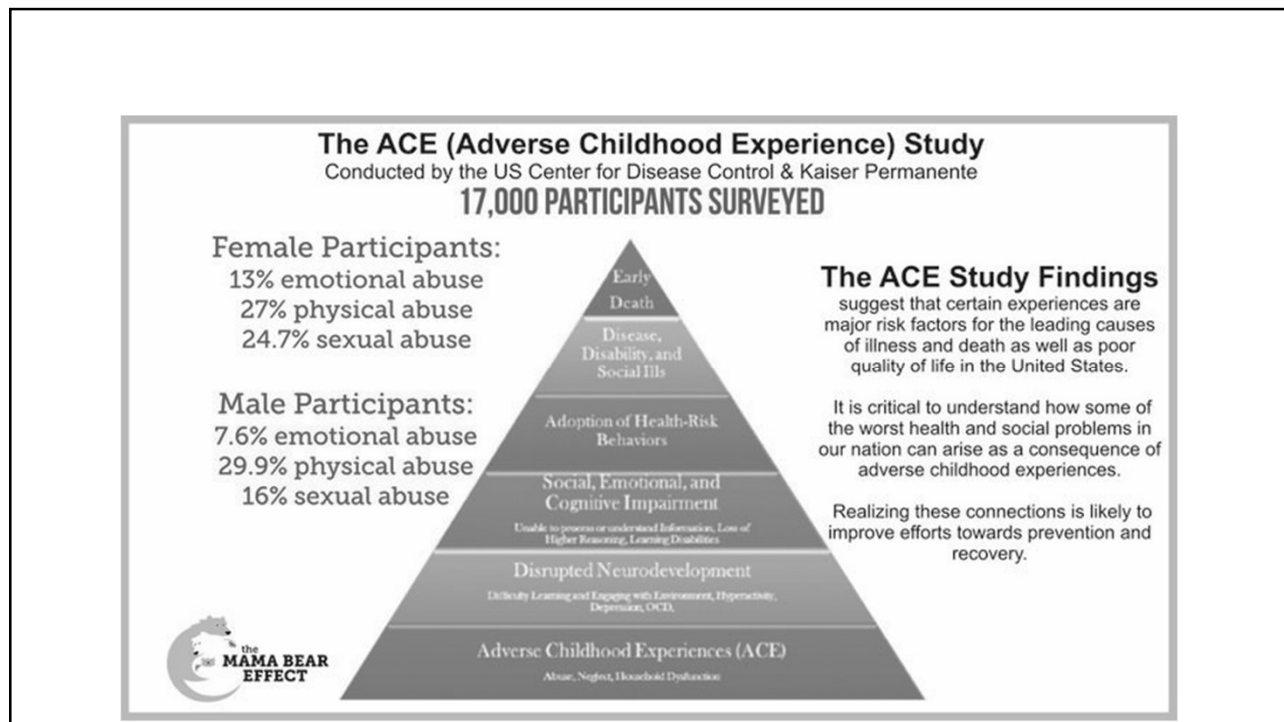 The ACE (Adverse Childhood Experience) Study
Conducted by the US Center for Disease Control & Kaiser Permanente
17,000 PARTICIPANTS SURVEYED
Female Participants:
13% emotional abuse
27% physical abuse
24.7% sexual abuse
Male Participants:
7.6% emotional abuse
29.9% physical abuse
16% sexual abuse
Early
Death
Disease,
Disability, and
Social Ills
Adoption of Health-Risk
Behaviors
Social, Emotional, and
Cognitive Impairment
Unable to process or understand Information, Loss of
Higher Reasoning, Learning Disabilities
Disrupted Neurodevelopment
Difficulty Learning and Engaging with Environment, Hyperactivity,
Depression, OCD,
Adverse Childhood Experiences (ACE)
Abuse, Neglect, Household Dysfunction
The ACE Study Findings
suggest that certain experiences are
major risk factors for the leading causes
of illness and death as well as poor
quality of life in the United States.
It is critical to understand how some of
the worst health and social problems in
our nation can arise as a consequence of
adverse childhood experiences.
Realizing these connections is likely to
improve efforts towards prevention and
recovery.
the
MAMA BEAR
EFFECT